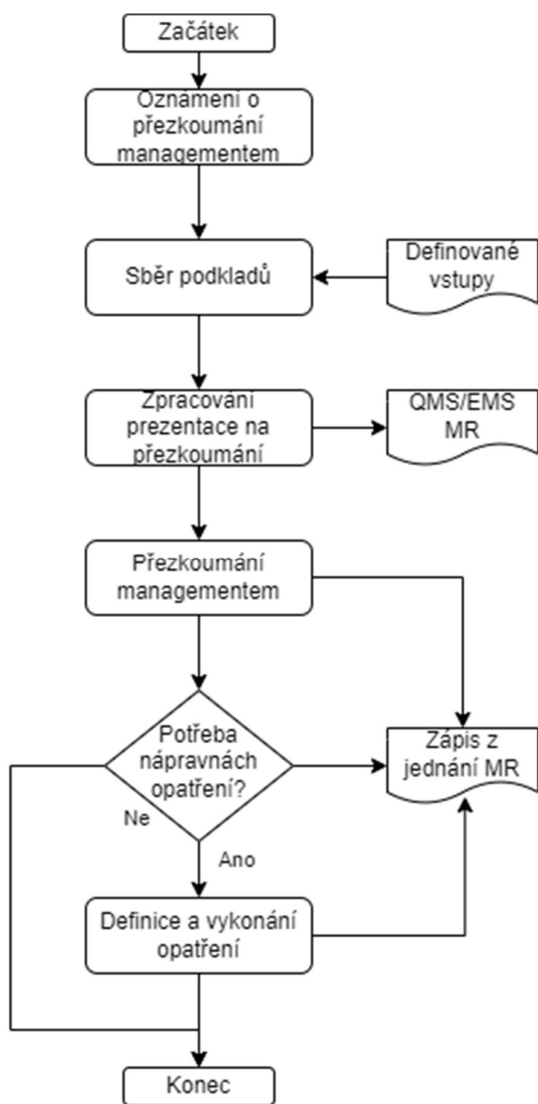 Začátek
Oznámení o
přezkoumání
managementem
Sběr podkladů
Definované
vstupy
Zpracování
prezentace na
přezkoumání
QMS/EMS
MR
Přezkoumání
managementem
Potřeba
nápravnách
opatření?
Zápis z
jednání MR
Ne
Ano
Definice a vykonání
opatření
Konec